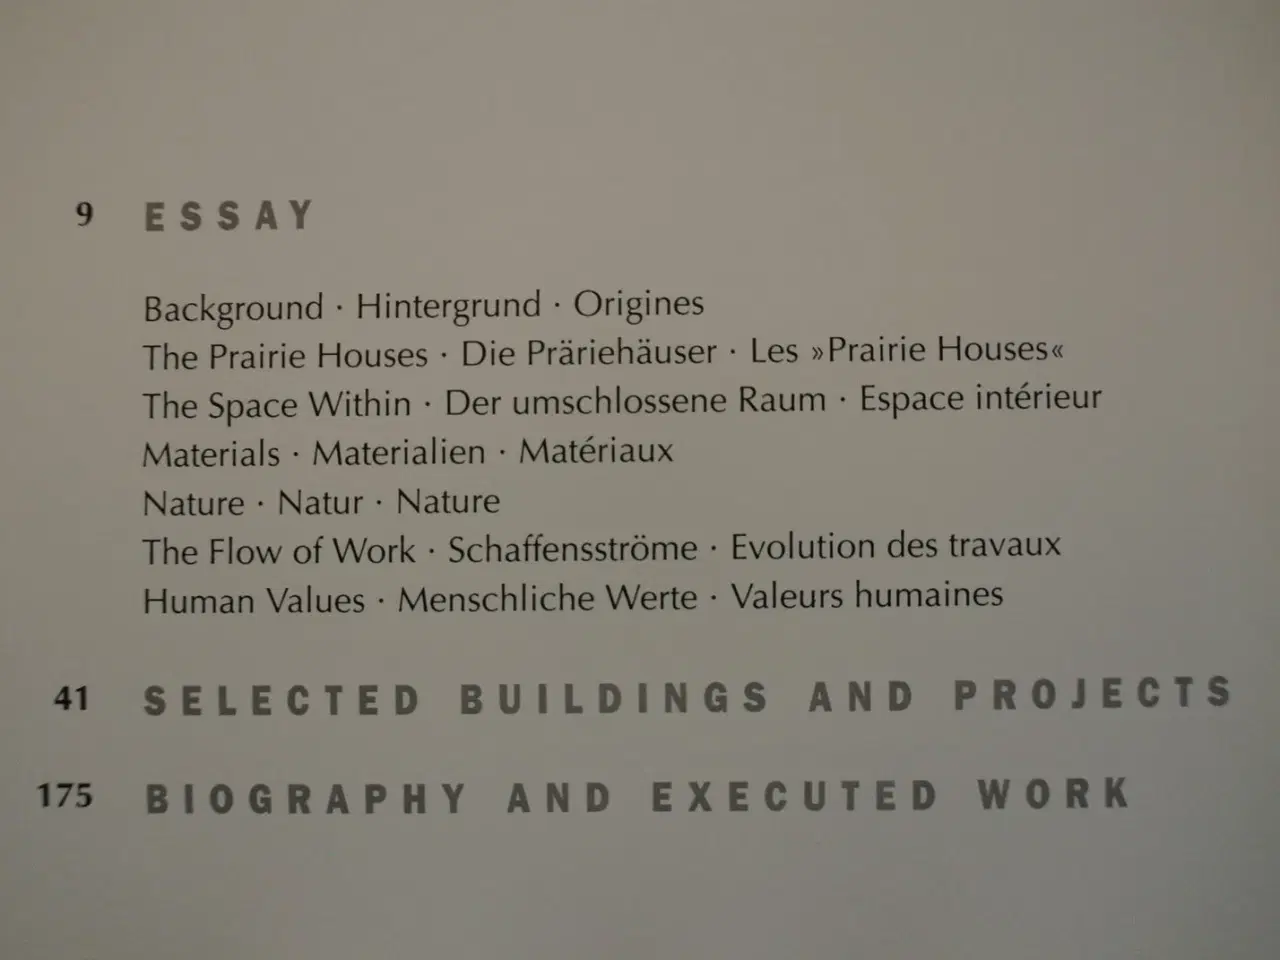 9 ESSAY
Background · Hintergrund · Origines
The Prairie Houses · Die Präriehäuser · Les »Prairie Houses«
The Space Within · Der umschlossene Raum · Espace intérieur
Materials · Materialien · Matériaux
Nature · Natur · Nature
The Flow of Work · Schaffensströme · Evolution des travaux
Human Values · Menschliche Werte · Valeurs humaines
41 SELECTED BUILDINGS AND PROJECTS
175 BIOGRAPHY AND EXECUTED WORK